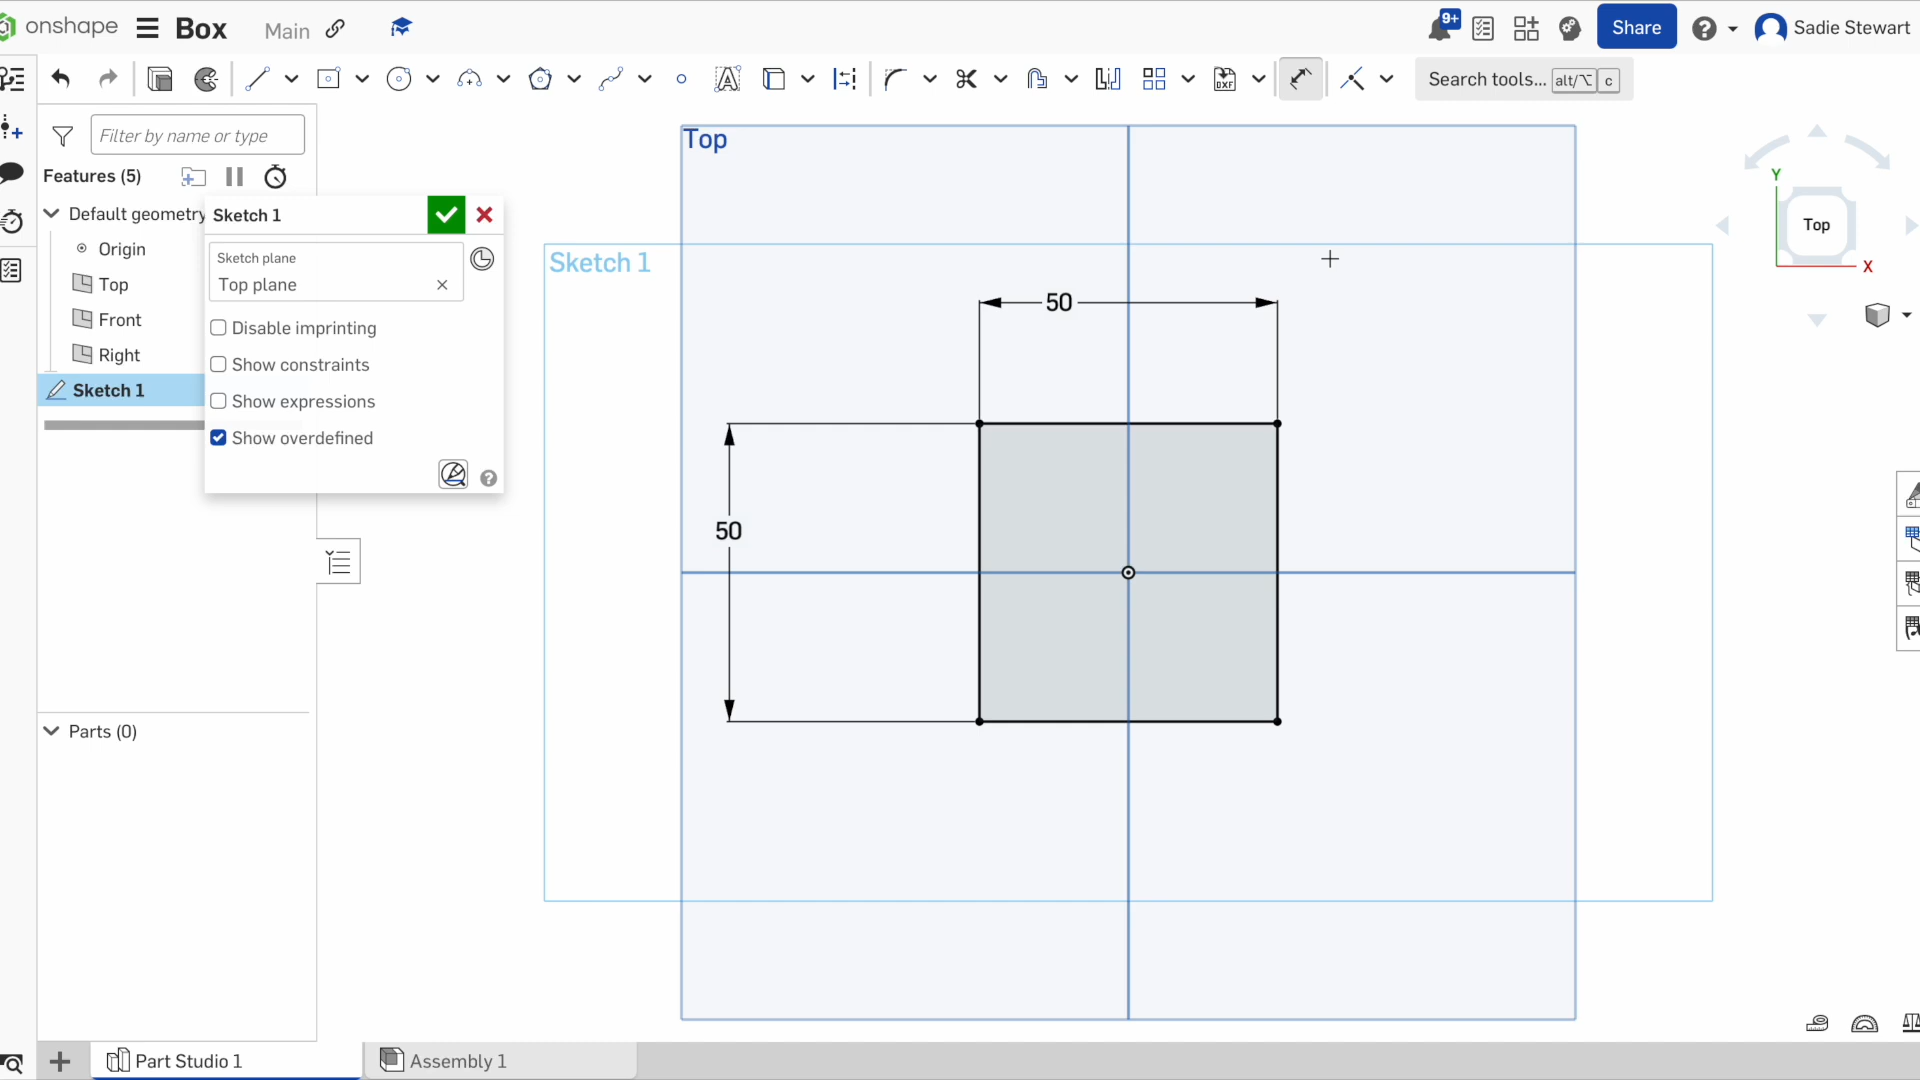 onshape
Box
Main
9+
Share
Sadie Stewart
DXF
Search tools... alt/⌥ c
Filter by name or type
Features (5)
Default geometry
Origin
Top
Front
Right
Sketch 1
Sketch 1
Sketch plane
Top plane
Disable imprinting
Show constraints
Show expressions
Show overdefined
Parts (0)
Top
Sketch 1
50
50
Y
Top
X
Part Studio 1
Assembly 1